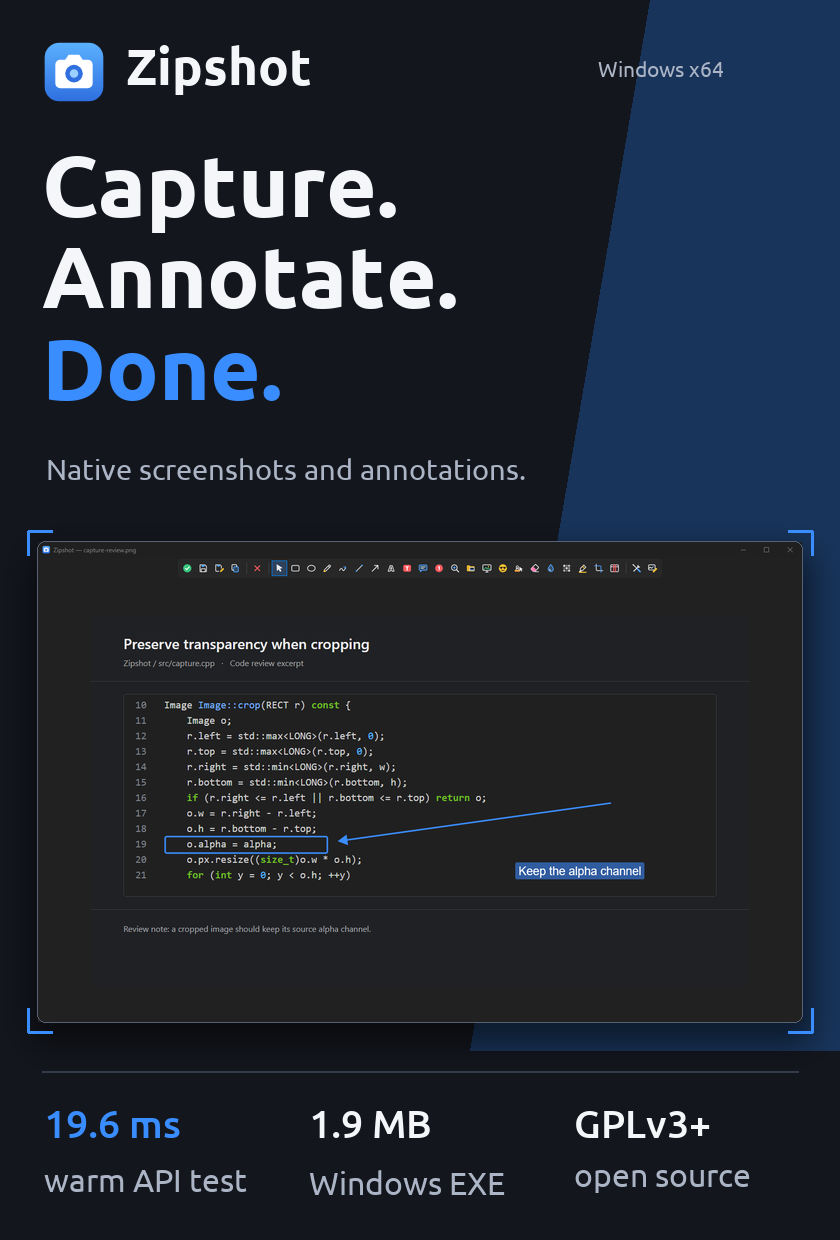 Zipshot
Windows x64
Capture.
Annotate.
Done.
Native screenshots and annotations.
Zipshot — capture-review.png
Preserve transparency when cropping
Zipshot / src/capture.cpp · Code review excerpt
10 Image Image::crop(RECT r) const {
11 Image o;
12 r.left = std::max<LONG>(r.left, 0);
13 r.top = std::max<LONG>(r.top, 0);
14 r.right = std::min<LONG>(r.right, w);
15 r.bottom = std::min<LONG>(r.bottom, h);
16 if (r.right <= r.left || r.bottom <= r.top) return o;
17 o.w = r.right - r.left;
18 o.h = r.bottom - r.top;
19 o.alpha = alpha;
20 o.px.resize((size_t)o.w * o.h);
21 for (int y = 0; y < o.h; ++y)
Keep the alpha channel
Review note: a cropped image should keep its source alpha channel.
19.6 ms
warm API test
1.9 MB
Windows EXE
GPLv3+
open source